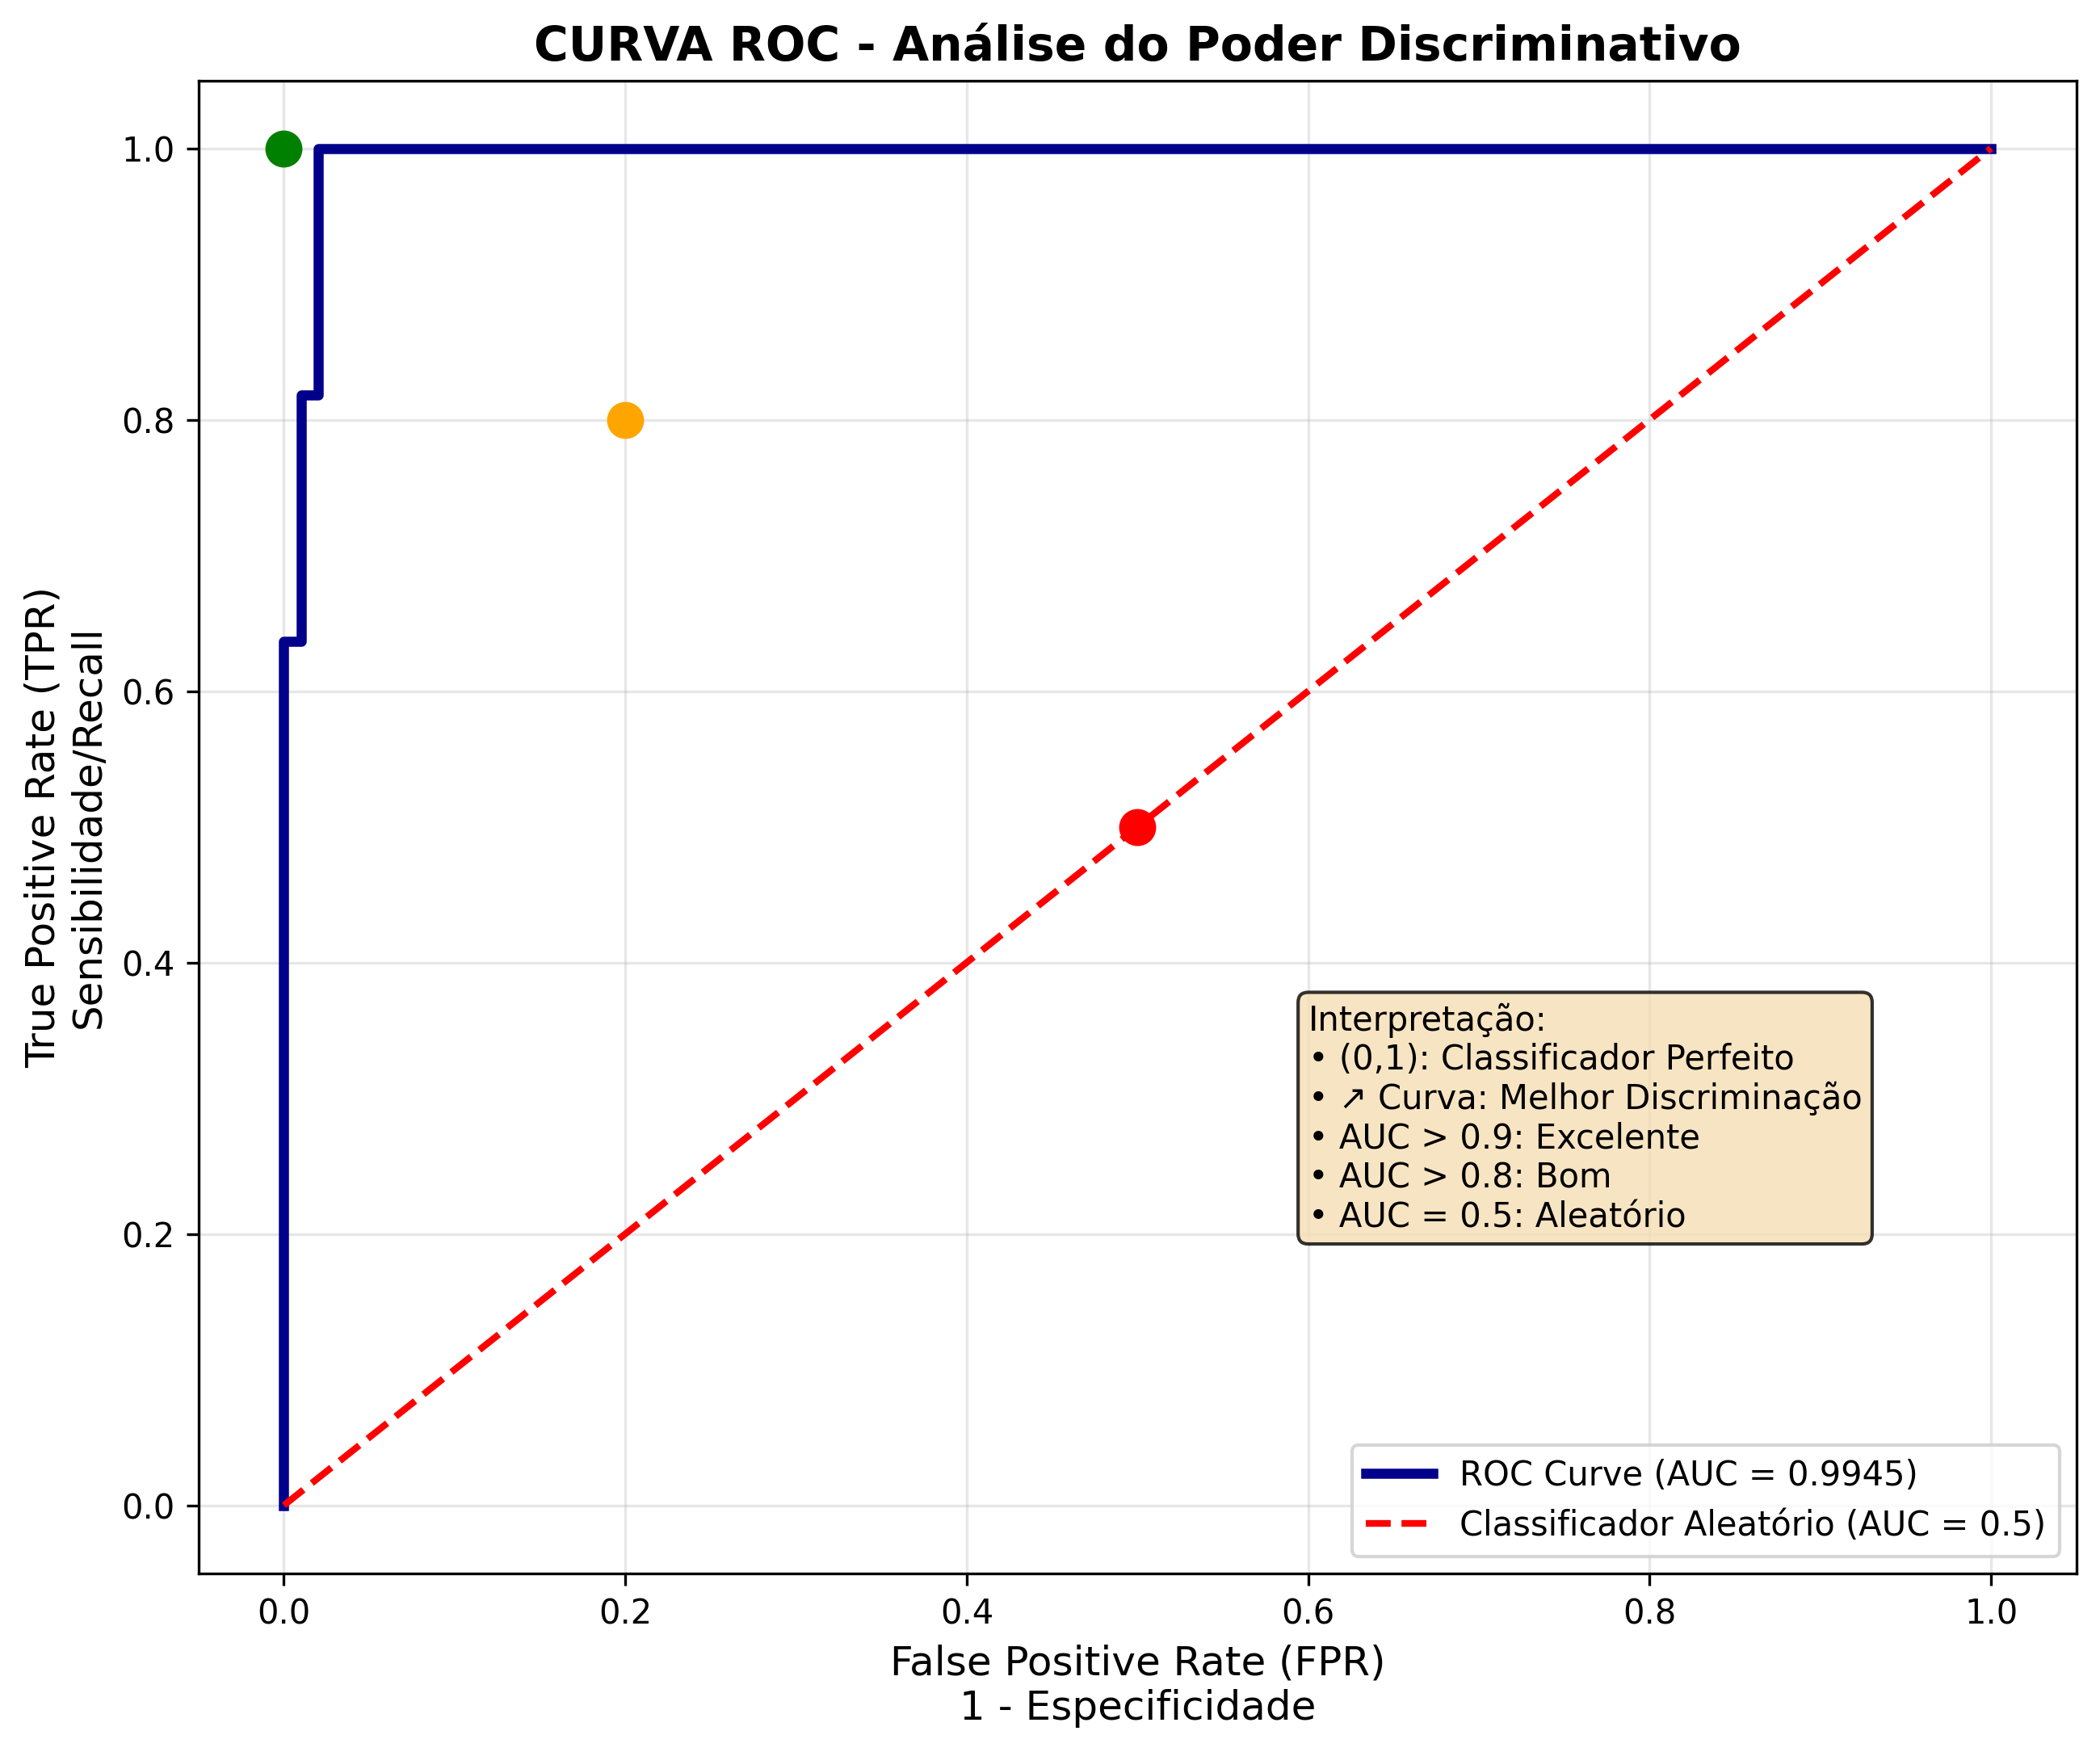 CURVA ROC - Análise do Poder Discriminativo
True Positive Rate (TPR)
Sensibilidade/Recall
1.0
0.8
0.6
0.4
0.2
0.0
Interpretação:
• (0,1): Classificador Perfeito
• ↗ Curva: Melhor Discriminação
• AUC > 0.9: Excelente
• AUC > 0.8: Bom
• AUC = 0.5: Aleatório
ROC Curve (AUC = 0.9945)
Classificador Aleatório (AUC = 0.5)
0.0 0.2 0.4 0.6 0.8 1.0
False Positive Rate (FPR)
1 - Especificidade